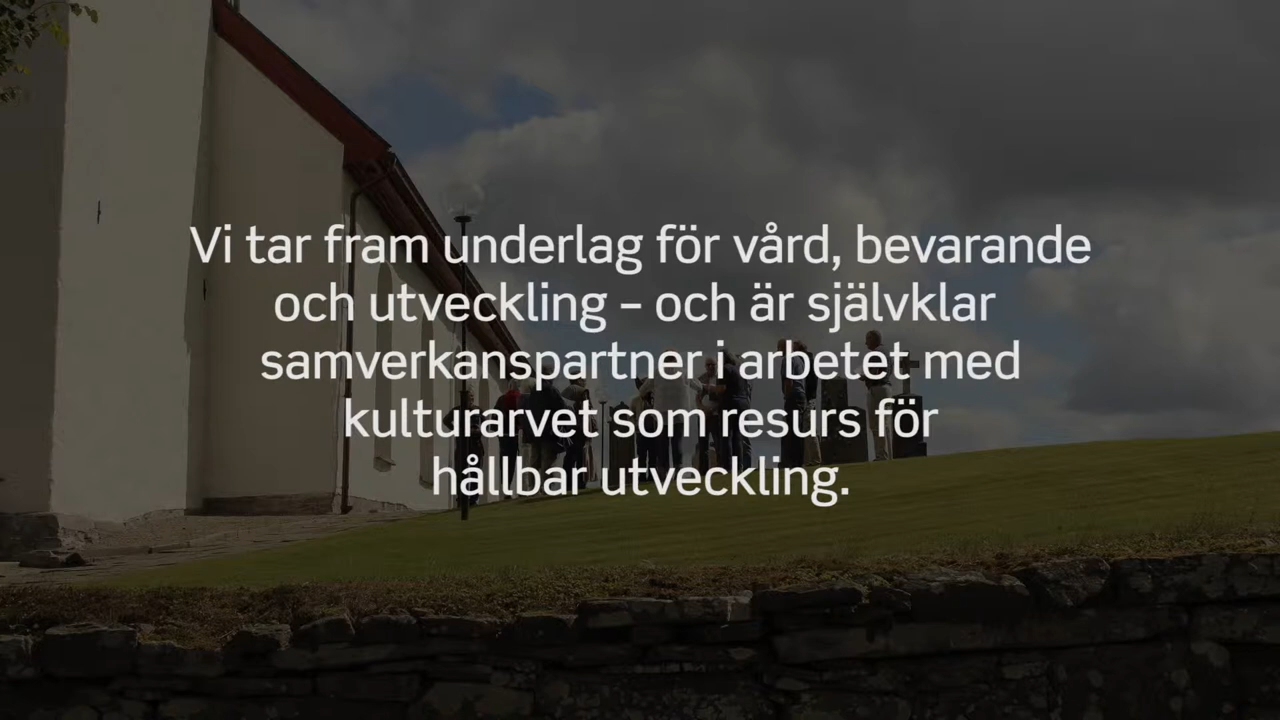 Vi tar fram underlag för vård, bevarande
och utveckling – och är självklar
samverkanspartner i arbetet med
kulturarvet som resurs för
hållbar utveckling.